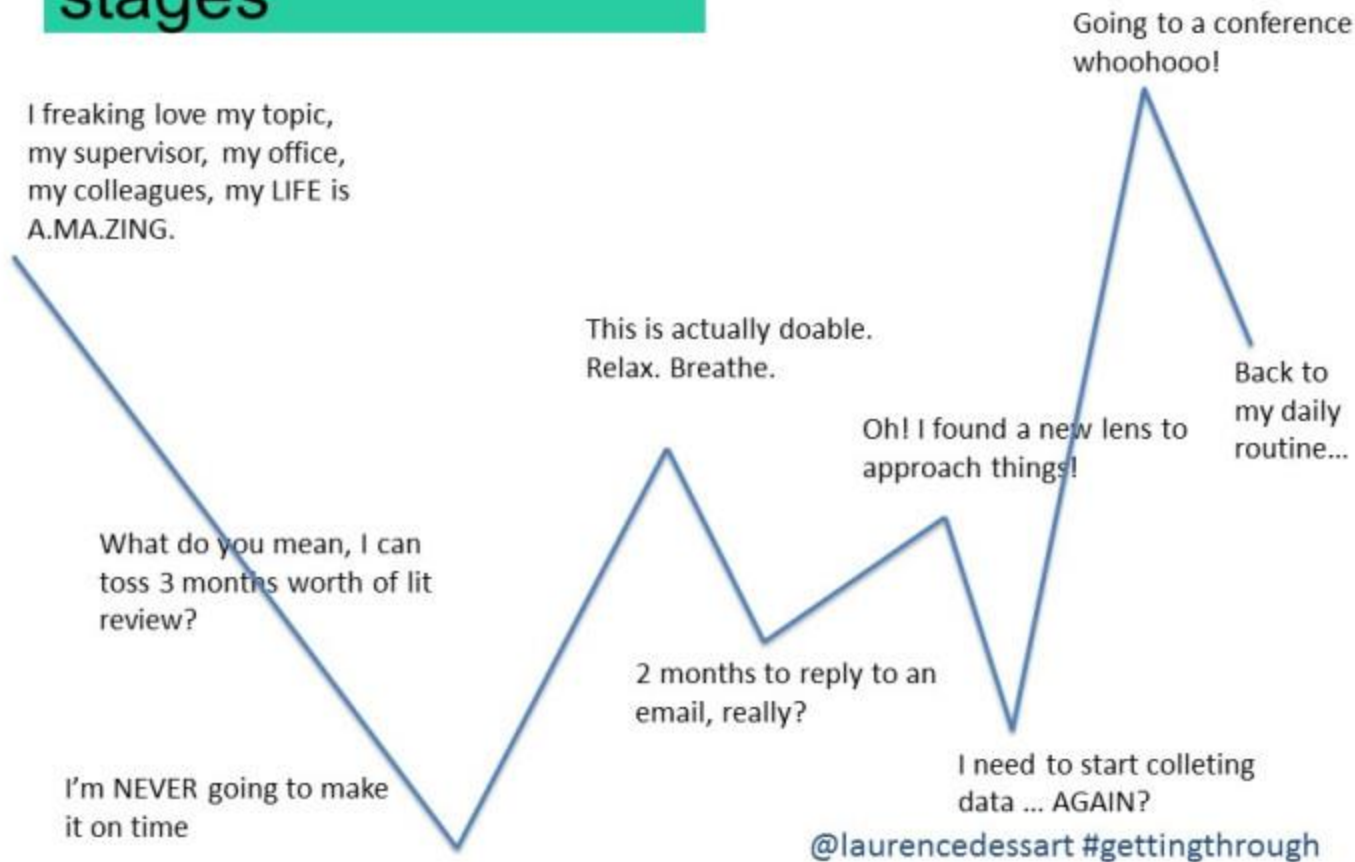 stages
Going to a conference
whoohooo!
I freaking love my topic,
my supervisor, my office,
my colleagues, my LIFE is
A.MA.ZING.
This is actually doable.
Relax. Breathe.
Back to
my daily
routine...
Oh! I found a new lens to
approach things!
What do you mean, I can
toss 3 months worth of lit
review?
2 months to reply to an
email, really?
I'm NEVER going to make
it on time
I need to start colleting
data ... AGAIN?
@laurencedessart #gettingthrough